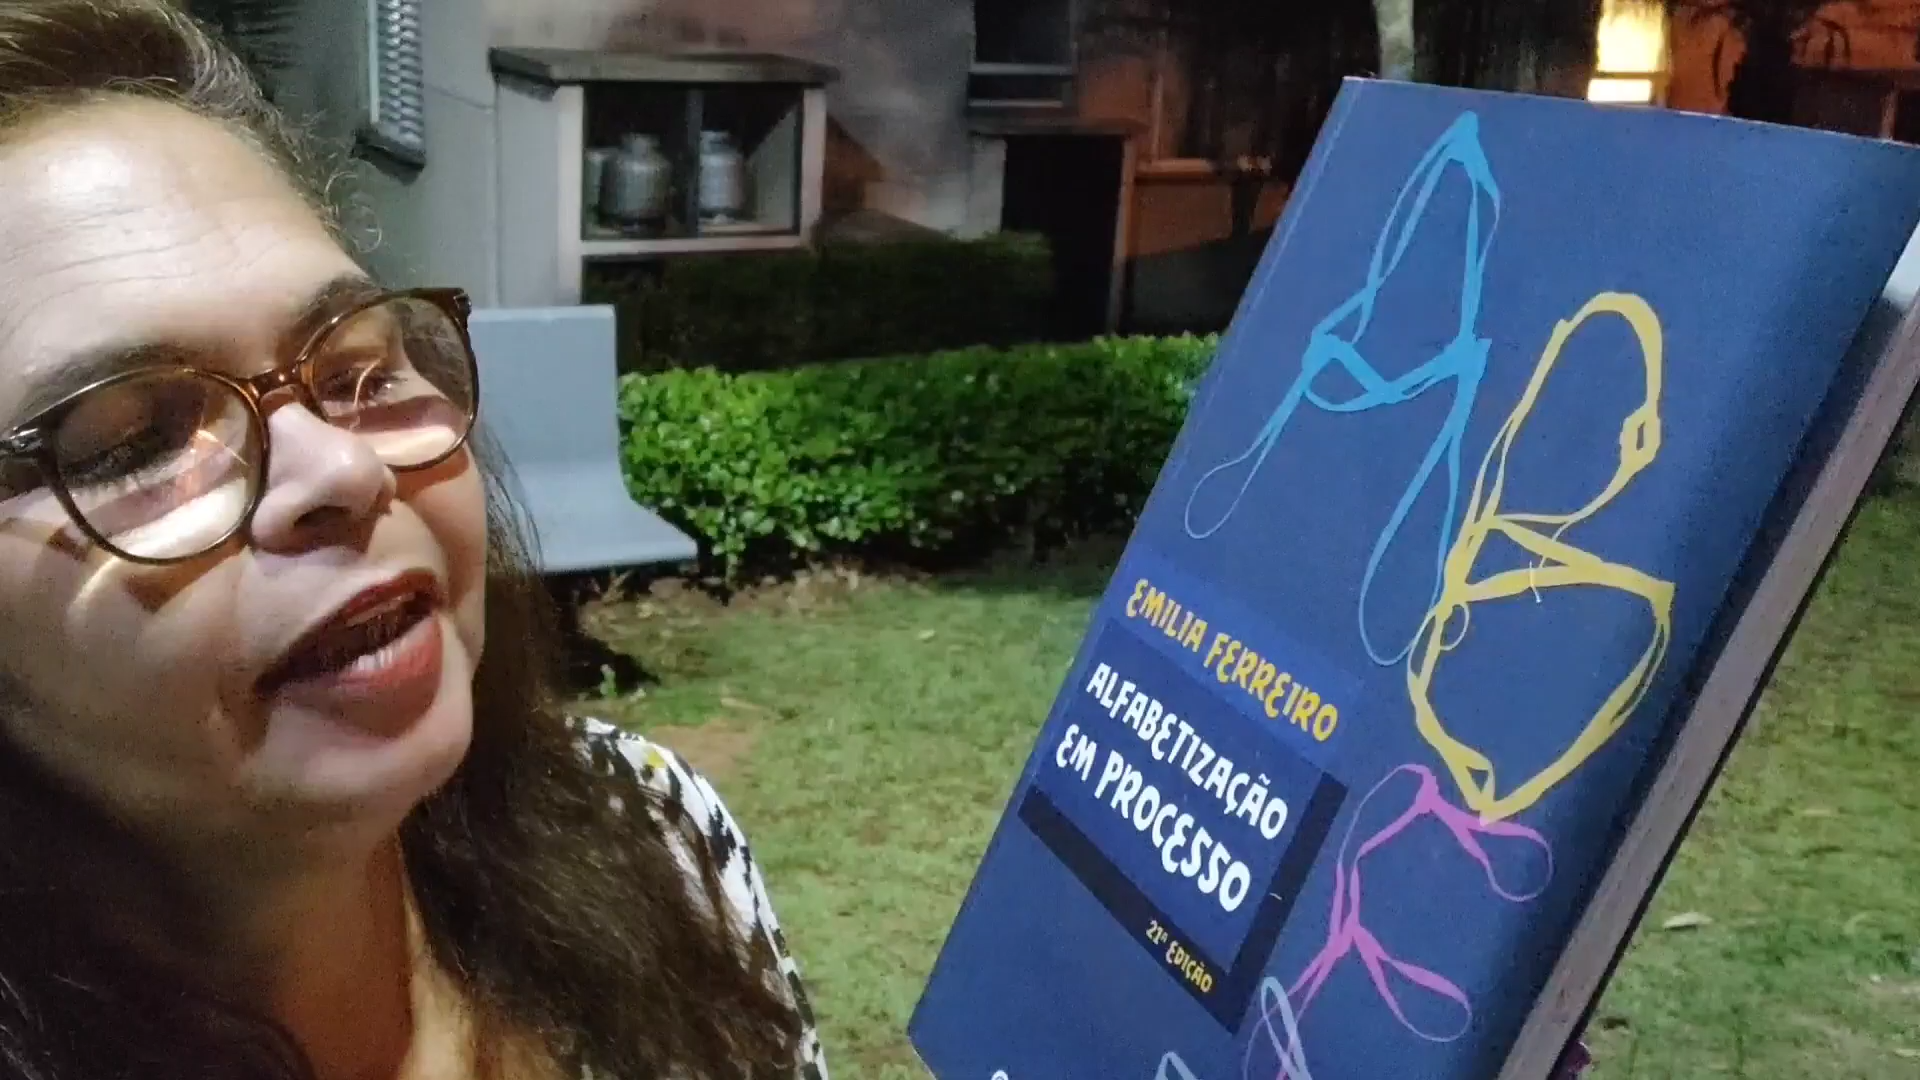 EMILIA FERREIRO
ALFABETIZAÇÃO
EM PROCESSO
21ª EDIÇÃO